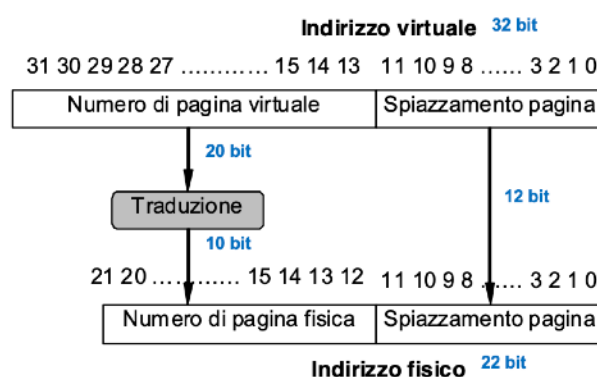 Indirizzo virtuale 32 bit
31 30 29 28 27 ............... 15 14 13 11 10 9 8 ...... 3 2 1 0
Numero di pagina virtuale Spiazzamento pagina
20 bit
Traduzione 12 bit
10 bit
21 20 ............... 15 14 13 12 11 10 9 8 ...... 3 2 1 0
Numero di pagina fisica Spiazzamento pagina
Indirizzo fisico 22 bit